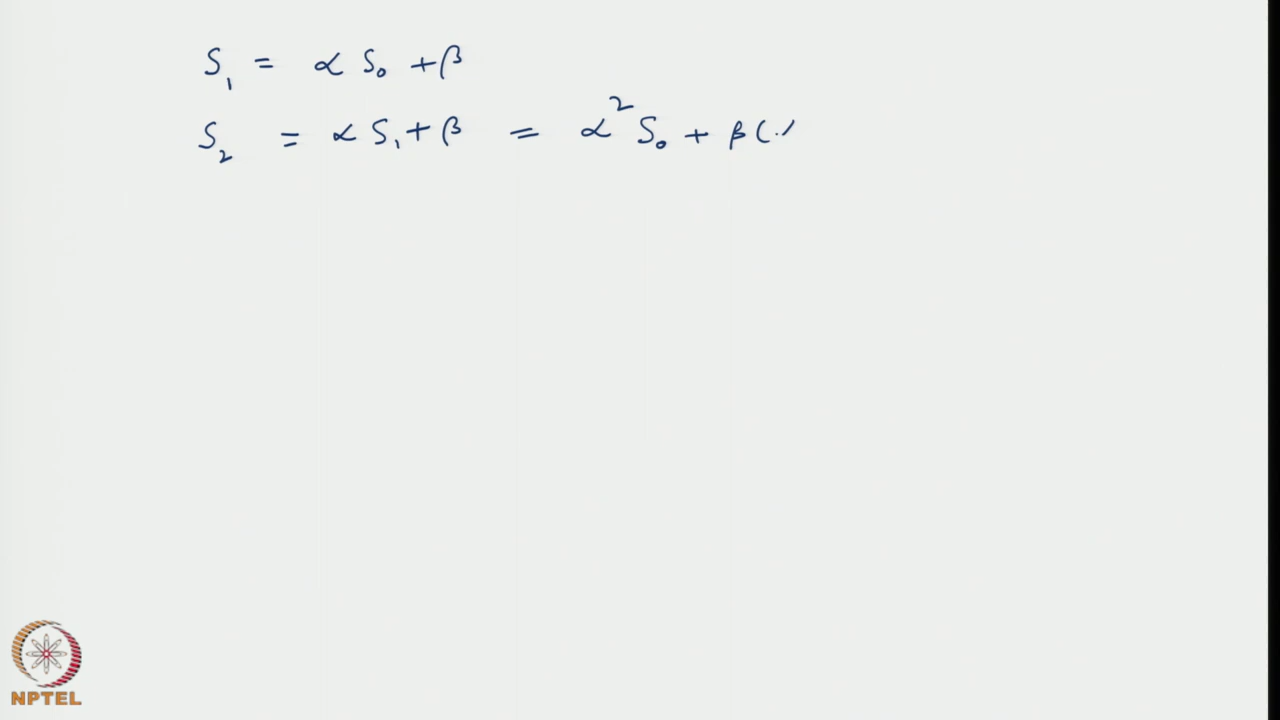 S₁ = α S₀ + β
S₂ = α S₁ + β = α² S₀ + β (
NPTEL